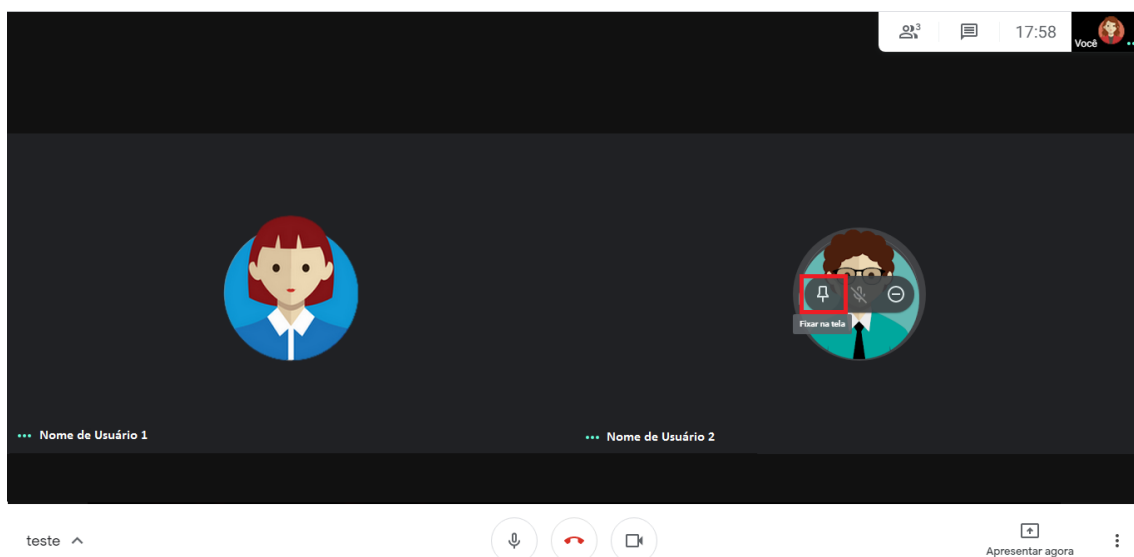 3
17:58
Você
Fixar na tela
Nome de Usuário 1
Nome de Usuário 2
teste
Apresentar agora